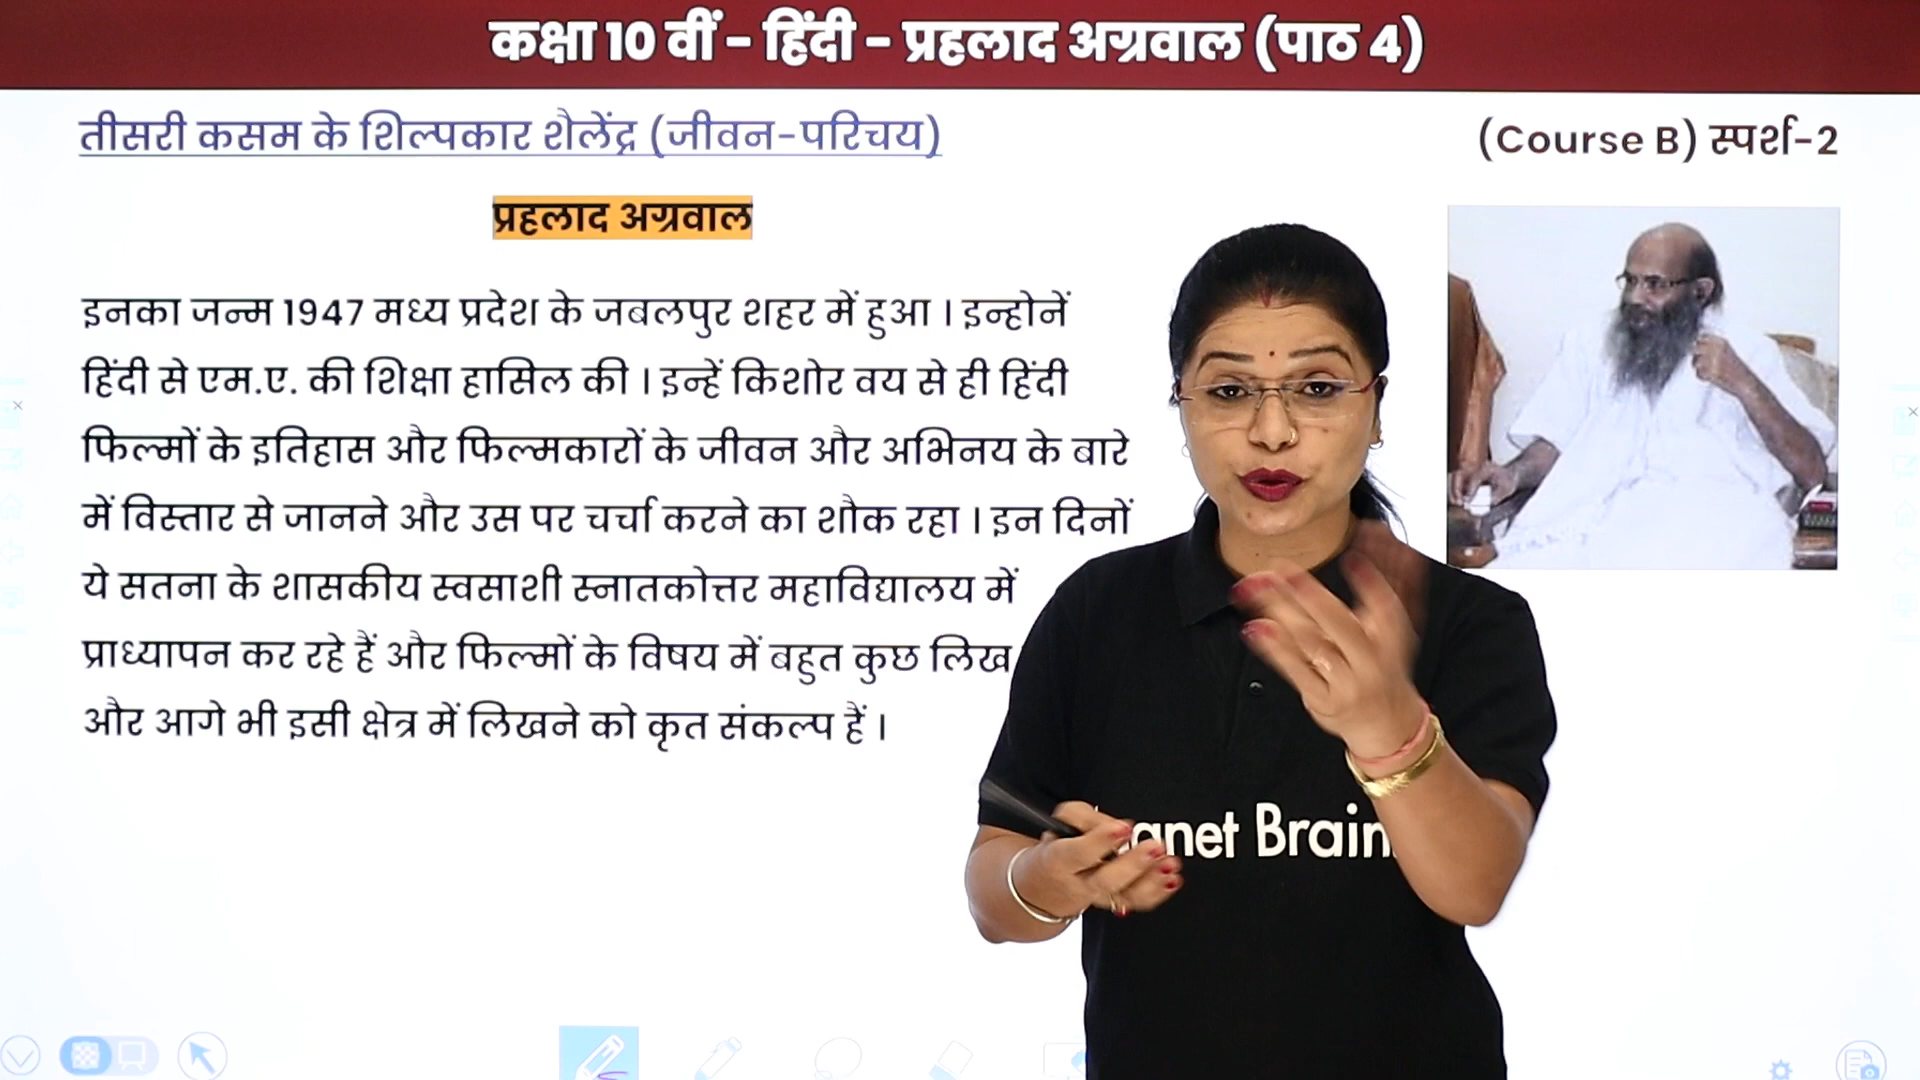 कक्षा 10 वीं - हिंदी - प्रहलाद अग्रवाल (पाठ 4)
तीसरी कसम के शिल्पकार शैलेंद्र (जीवन-परिचय)
(Course B) स्पर्श-2
प्रहलाद अग्रवाल
इनका जन्म 1947 मध्य प्रदेश के जबलपुर शहर में हुआ । इन्होनें
हिंदी से एम.ए. की शिक्षा हासिल की । इन्हें किशोर वय से ही हिंदी
फिल्मों के इतिहास और फिल्मकारों के जीवन और अभिनय के बारे
में विस्तार से जानने और उस पर चर्चा करने का शौक रहा । इन दिनों
ये सतना के शासकीय स्वसाशी स्नातकोत्तर महाविद्यालय में
प्राध्यापन कर रहे हैं और फिल्मों के विषय में बहुत कुछ लिख
और आगे भी इसी क्षेत्र में लिखने को कृत संकल्प हैं ।